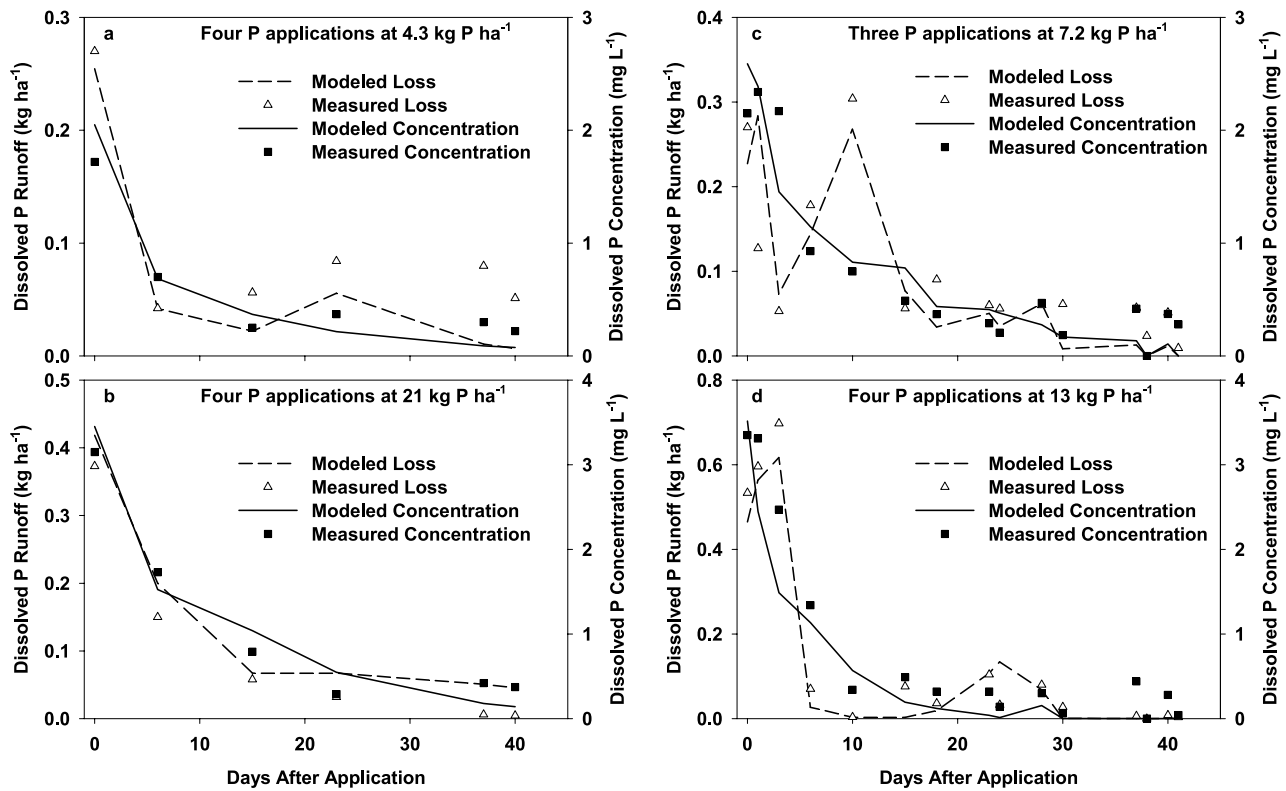 a Four P applications at 4.3 kg P ha⁻¹
Modeled Loss
Measured Loss
Modeled Concentration
Measured Concentration
Dissolved P Runoff (kg ha⁻¹)
0.3
0.2
0.1
0.0
Dissolved P Concentration (mg L⁻¹)
3
2
1
0
c Three P applications at 7.2 kg P ha⁻¹
Modeled Loss
Measured Loss
Modeled Concentration
Measured Concentration
Dissolved P Runoff (kg ha⁻¹)
0.4
0.3
0.2
0.1
0.0
Dissolved P Concentration (mg L⁻¹)
3
2
1
0
b Four P applications at 21 kg P ha⁻¹
Modeled Loss
Measured Loss
Modeled Concentration
Measured Concentration
Dissolved P Runoff (kg ha⁻¹)
0.5
0.4
0.3
0.2
0.1
0.0
Dissolved P Concentration (mg L⁻¹)
4
3
2
1
0
0 10 20 30 40
Days After Application
d Four P applications at 13 kg P ha⁻¹
Modeled Loss
Measured Loss
Modeled Concentration
Measured Concentration
Dissolved P Runoff (kg ha⁻¹)
0.8
0.6
0.4
0.2
0.0
Dissolved P Concentration (mg L⁻¹)
4
3
2
1
0
0 10 20 30 40
Days After Application